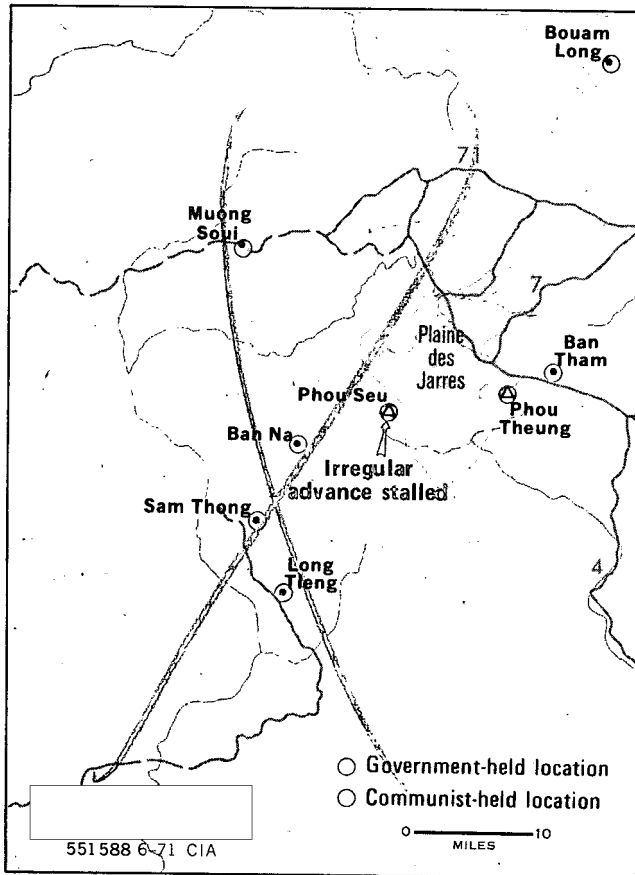 Bouam
Long
7
Muong
Soui
7
Plaine
des
Jarres
Ban
Tham
Phou Seu
Phou
Theung
Ban Na
Irregular
advance stalled
Sam Thong
Long
Tieng
4
Government-held location
Communist-held location
0 10
MILES
551588 6-71 CIA